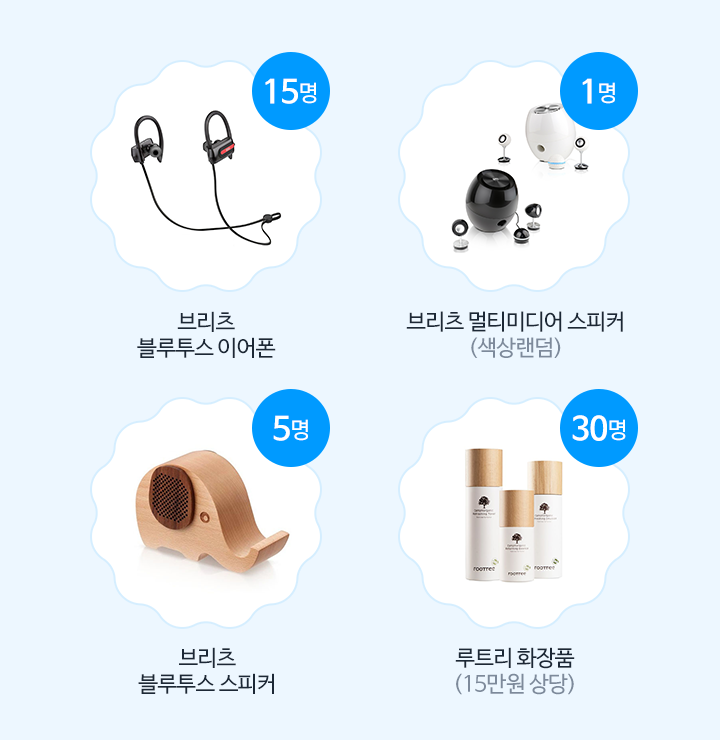 15명
1명
브리츠
블루투스 이어폰
브리츠 멀티미디어 스피커
(색상랜덤)
5명
30명
rootree
rootree
rootree
브리츠
블루투스 스피커
루트리 화장품
(15만원 상당)